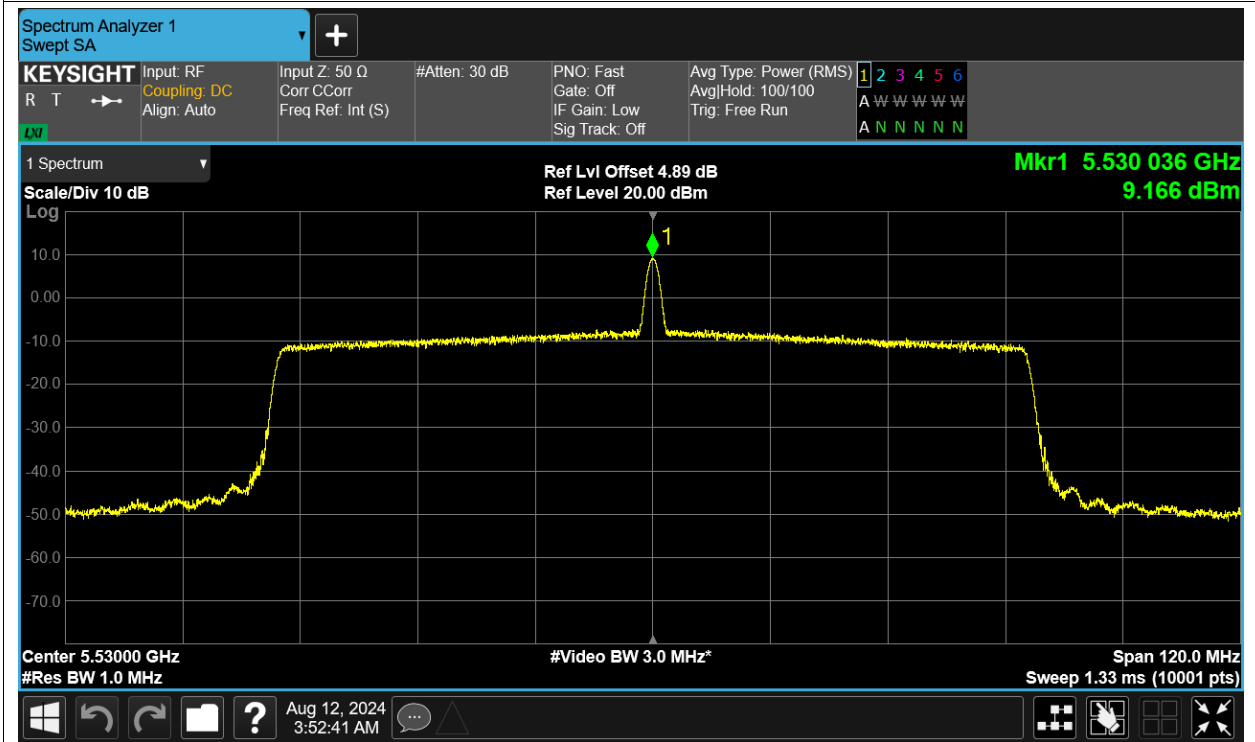 Spectrum Analyzer 1
Swept SA
+
KEYSIGHT
R T
LXI
Input: RF
Coupling: DC
Align: Auto
Input Z: 50 Ω
Corr CCorr
Freq Ref: Int (S)
#Atten: 30 dB
PNO: Fast
Gate: Off
IF Gain: Low
Sig Track: Off
Avg Type: Power (RMS)
Avg|Hold: 100/100
Trig: Free Run
1 2 3 4 5 6
A W W W W W
A N N N N N
1 Spectrum
Scale/Div 10 dB
Log
Ref Lvl Offset 4.89 dB
Ref Level 20.00 dBm
Mkr1 5.530 036 GHz
9.166 dBm
1
10.0
0.00
-10.0
-20.0
-30.0
-40.0
-50.0
-60.0
-70.0
Center 5.53000 GHz
#Res BW 1.0 MHz
#Video BW 3.0 MHz*
Span 120.0 MHz
Sweep 1.33 ms (10001 pts)
?
Aug 12, 2024
3:52:41 AM